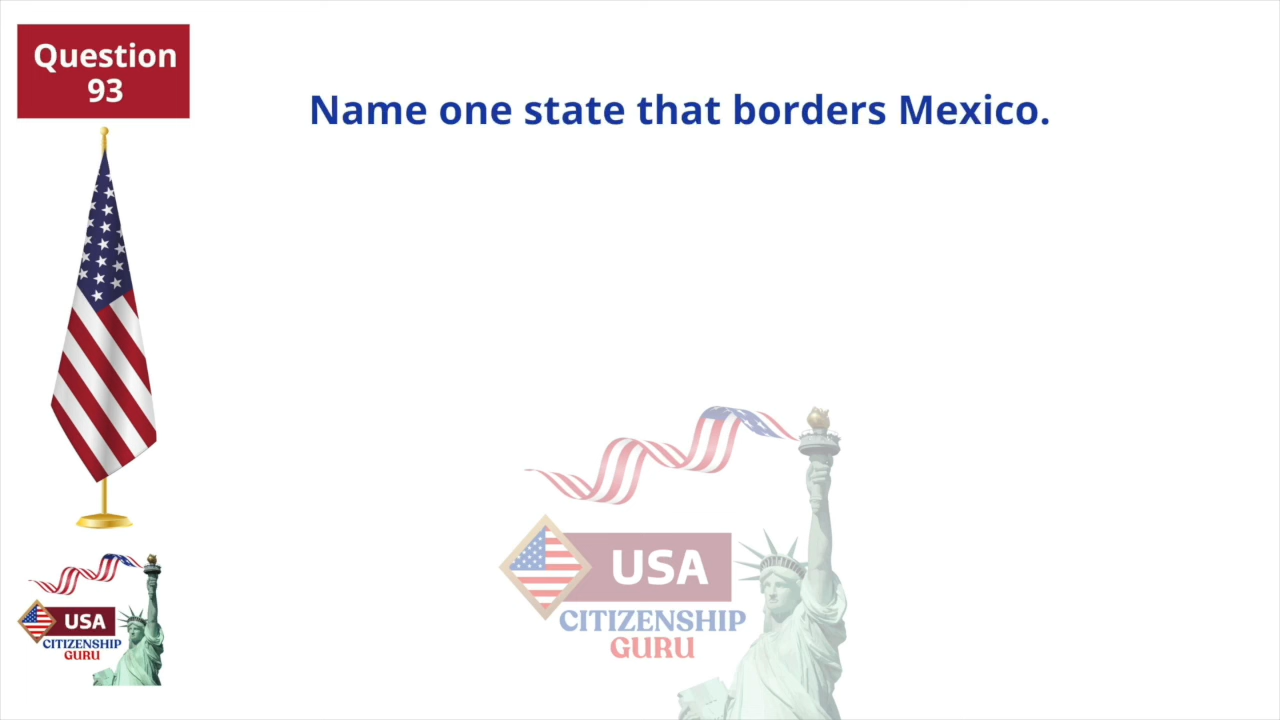 Question
93
Name one state that borders Mexico.
USA
CITIZENSHIP
GURU
USA
CITIZENSHIP
GURU